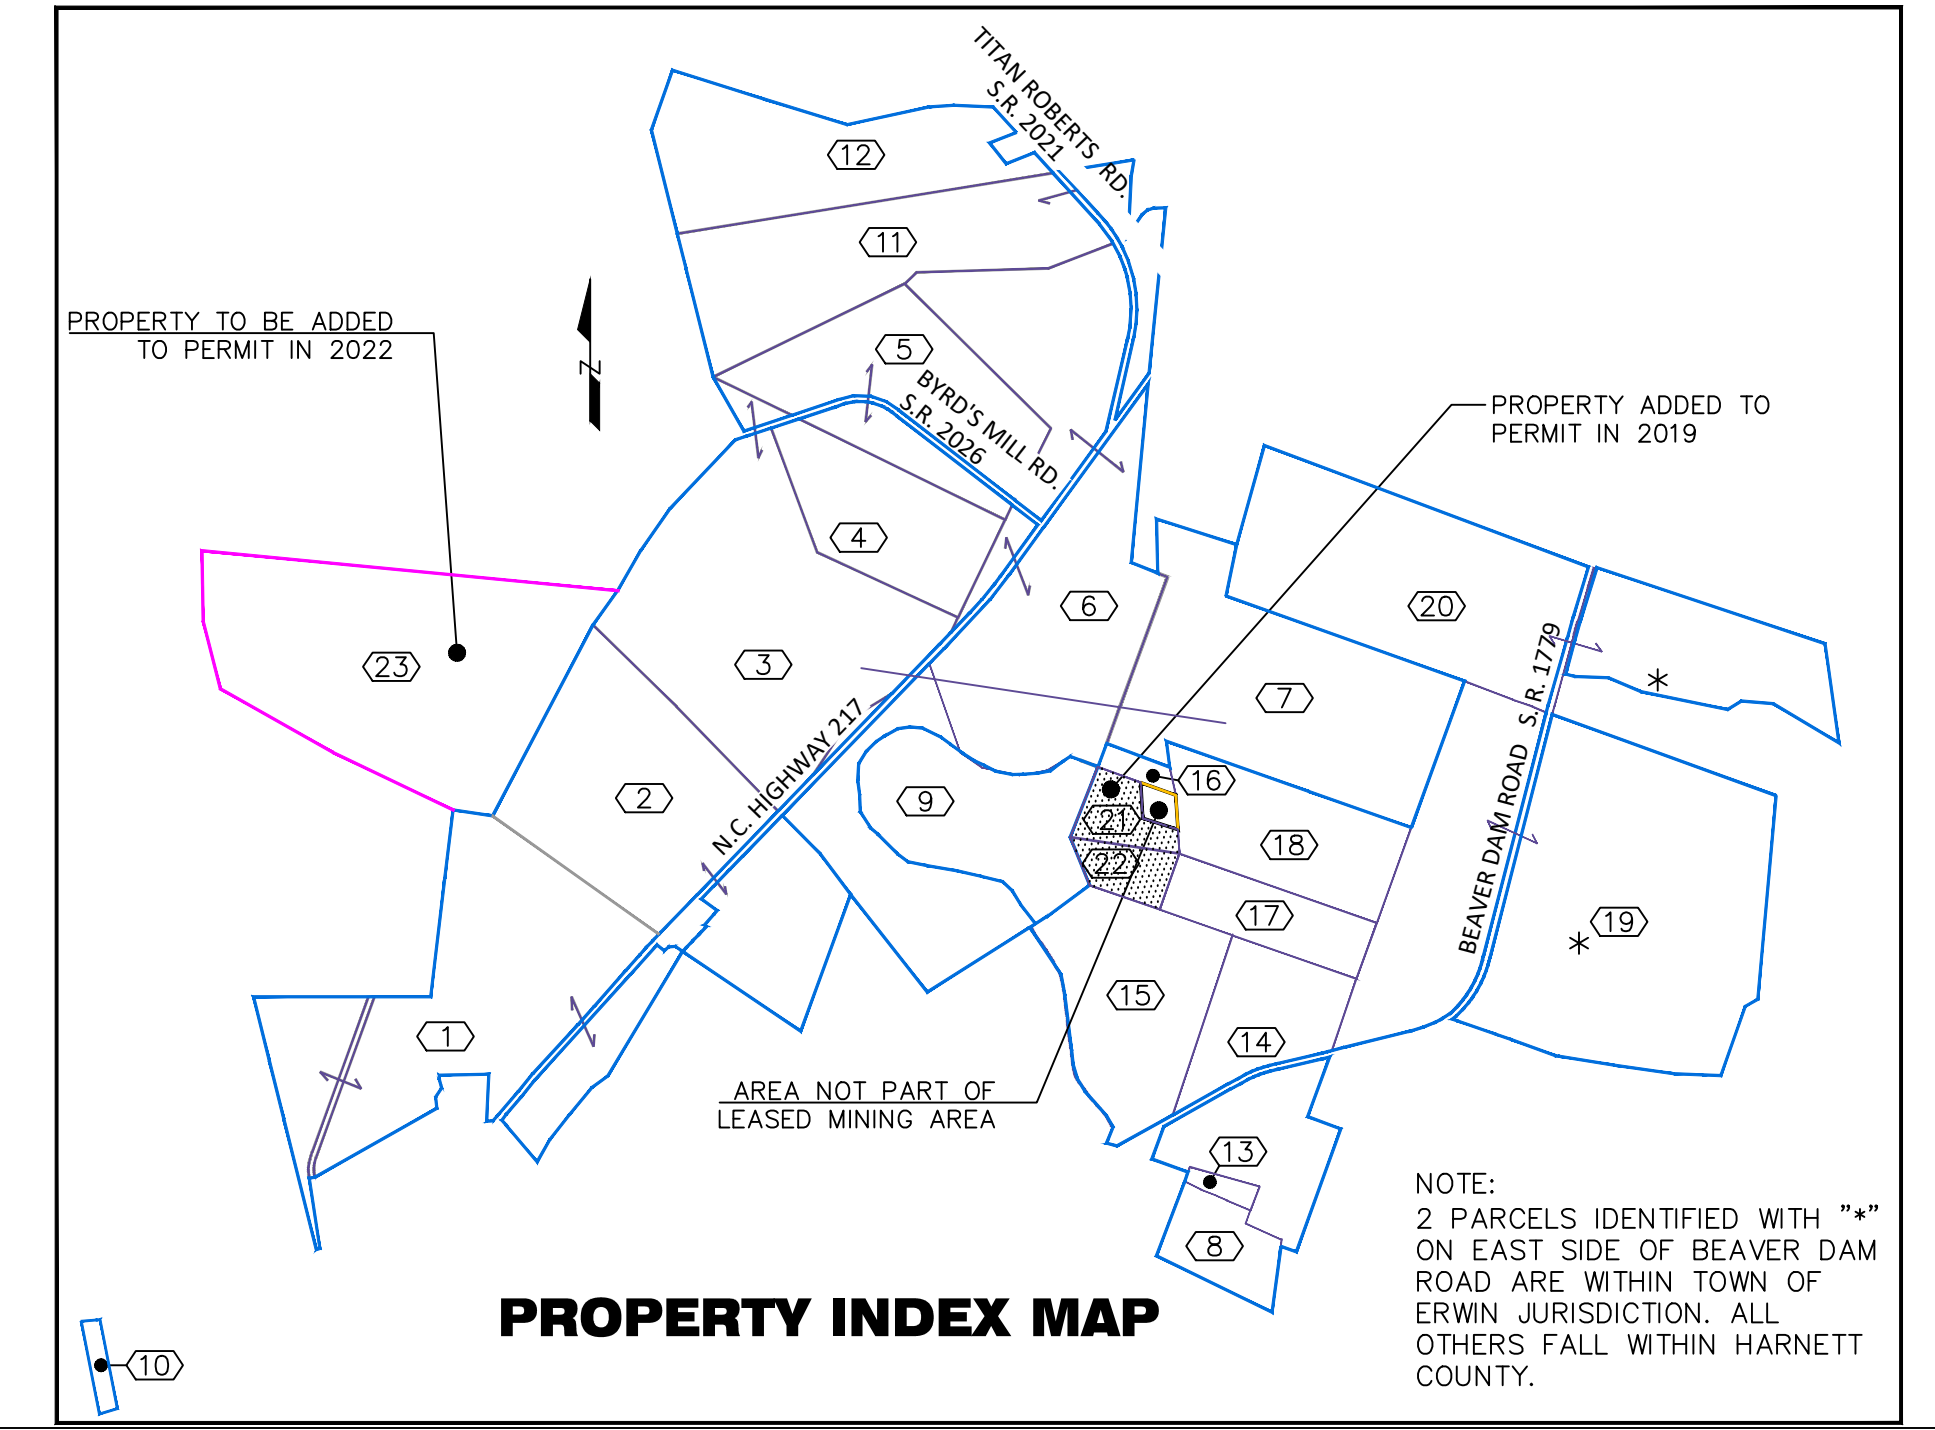 TITAN ROBERTS RD.
S.R. 2021
12
11
PROPERTY TO BE ADDED
TO PERMIT IN 2022
N
5
BYRD'S MILL RD.
S.R. 2026
PROPERTY ADDED TO
PERMIT IN 2019
4
6
20
23
3
7
*
BEAVER DAM ROAD S.R. 1779
N.C. HIGHWAY 217
2
9
16
21
18
22
17
19
*
15
1
14
AREA NOT PART OF
LEASED MINING AREA
13
8
NOTE:
2 PARCELS IDENTIFIED WITH "*"
ON EAST SIDE OF BEAVER DAM
ROAD ARE WITHIN TOWN OF
ERWIN JURISDICTION. ALL
OTHERS FALL WITHIN HARNETT
COUNTY.
PROPERTY INDEX MAP
10